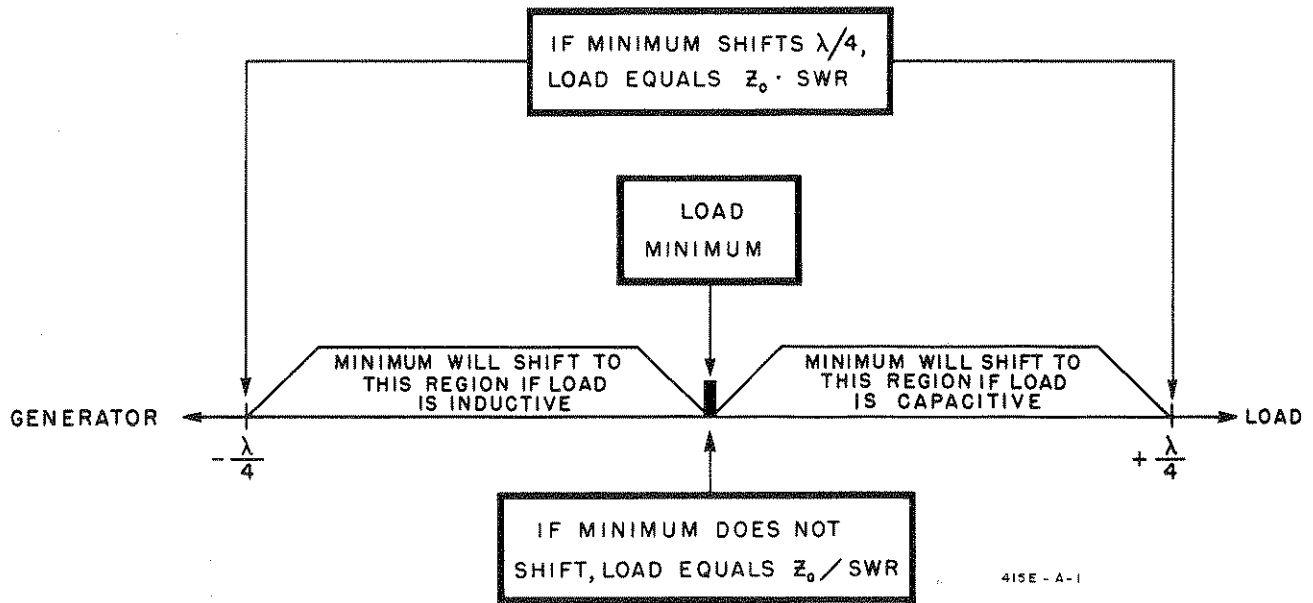 IF MINIMUM SHIFTS λ/4,
LOAD EQUALS Z₀ · SWR
LOAD
MINIMUM
MINIMUM WILL SHIFT TO
THIS REGION IF LOAD
IS INDUCTIVE
MINIMUM WILL SHIFT TO
THIS REGION IF LOAD
IS CAPACITIVE
GENERATOR
LOAD
- λ/4
+ λ/4
IF MINIMUM DOES NOT
SHIFT, LOAD EQUALS Z₀ / SWR
415E - A - 1